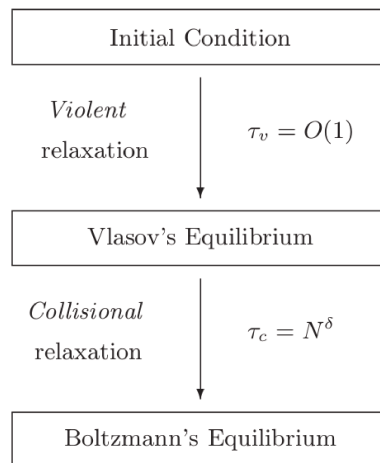 Initial Condition
Violent
relaxation
τ_v = O(1)
Vlasov's Equilibrium
Collisional
relaxation
τ_c = N^δ
Boltzmann's Equilibrium